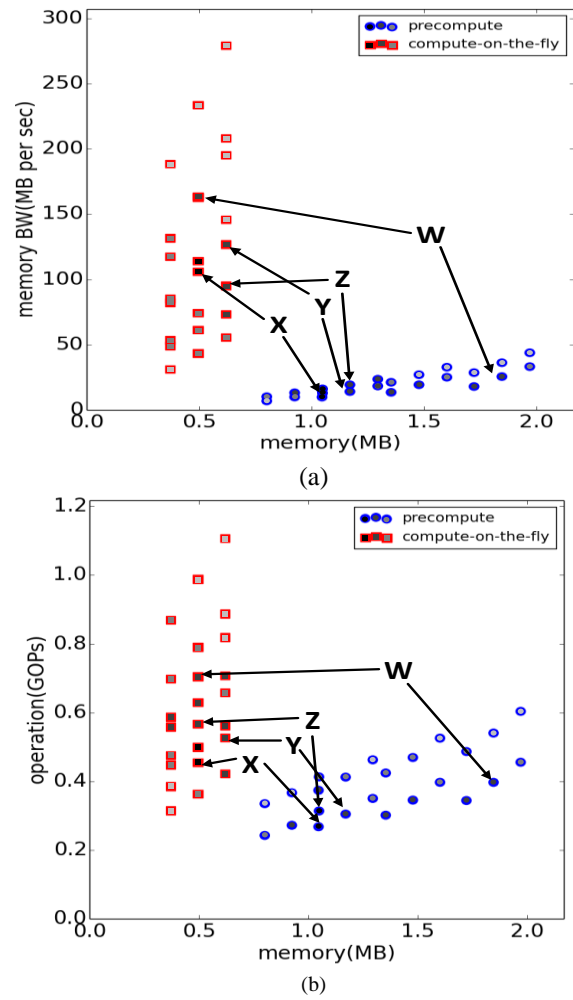 300
precompute
compute-on-the-fly
250
200
150
100
50
0
memory BW(MB per sec)
W
Z
Y
X
0.0 0.5 1.0 1.5 2.0
memory(MB)
(a)
1.2
precompute
compute-on-the-fly
1.0
0.8
0.6
0.4
0.2
0.0
operation(GOPs)
W
Z
Y
X
0.0 0.5 1.0 1.5 2.0
memory(MB)
(b)